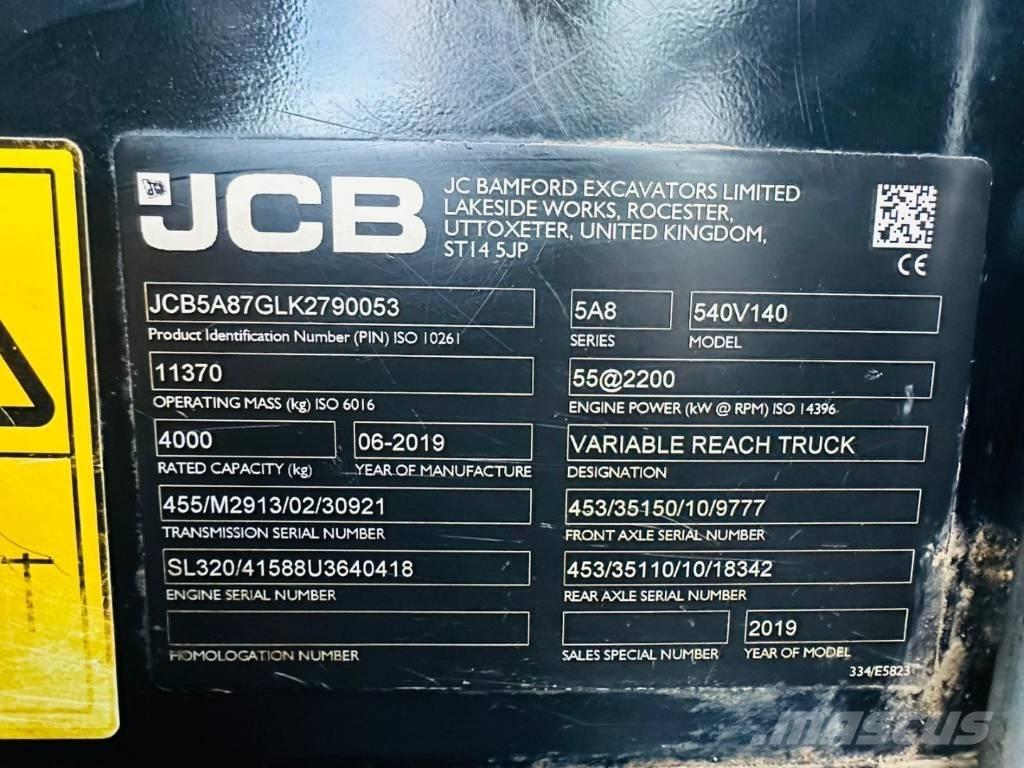 JCB
JC BAMFORD EXCAVATORS LIMITED
LAKESIDE WORKS, ROCESTER,
UTTOXETER, UNITED KINGDOM,
ST14 5JP
CE
JCB5A87GLK2790053
Product Identification Number (PIN) ISO 10261
5A8
SERIES
540V140
MODEL
11370
OPERATING MASS (kg) ISO 6016
55@2200
ENGINE POWER (kW @ RPM) ISO 14396
4000
RATED CAPACITY (kg)
06-2019
YEAR OF MANUFACTURE
VARIABLE REACH TRUCK
DESIGNATION
455/M2913/02/30921
TRANSMISSION SERIAL NUMBER
453/35150/10/9777
FRONT AXLE SERIAL NUMBER
SL320/41588U3640418
ENGINE SERIAL NUMBER
453/35110/10/18342
REAR AXLE SERIAL NUMBER
HOMOLOGATION NUMBER
SALES SPECIAL NUMBER
2019
YEAR OF MODEL
334/E5823
MASCUS